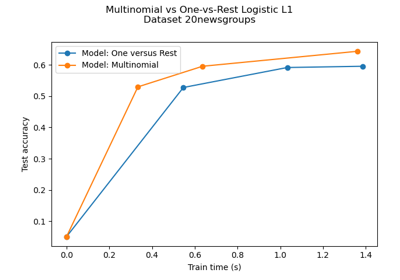 Multinomial vs One-vs-Rest Logistic L1
Dataset 20newsgroups
Model: One versus Rest
Model: Multinomial
Test accuracy
0.6
0.5
0.4
0.3
0.2
0.1
0.0 0.2 0.4 0.6 0.8 1.0 1.2 1.4
Train time (s)